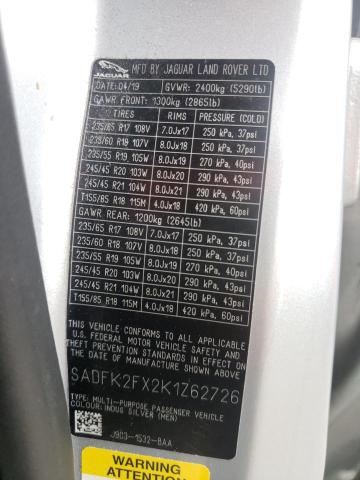 JAGUAR
MFD BY JAGUAR LAND ROVER LTD
DATE: 04/19 GVWR: 2400kg (5290lb)
GAWR FRONT: 1300kg (2865lb)
TIRES RIMS PRESSURE (COLD)
235/65 R17 108V 7.0Jx17 250 kPa, 37psi
235/60 R18 107V 8.0Jx18 250 kPa, 37psi
235/55 R19 105W 8.0Jx19 270 kPa, 40psi
245/45 R20 103W 8.0Jx20 290 kPa, 43psi
245/45 R21 104W 8.0Jx21 290 kPa, 43psi
T155/85 R18 115M 4.0Jx18 420 kPa, 60psi
GAWR REAR: 1200kg (2645lb)
235/65 R17 108V 7.0Jx17 250 kPa, 37psi
235/60 R18 107V 8.0Jx18 250 kPa, 37psi
235/55 R19 105W 8.0Jx19 270 kPa, 40psi
245/45 R20 103W 8.0Jx20 290 kPa, 43psi
245/45 R21 104W 8.0Jx21 290 kPa, 43psi
T155/85 R18 115M 4.0Jx18 420 kPa, 60psi
THIS VEHICLE CONFORMS TO ALL APPLICABLE
U.S. FEDERAL MOTOR VEHICLE SAFETY, BUMPER,
AND THEFT PREVENTION STANDARDS IN EFFECT ON THE
DATE OF MANUFACTURE SHOWN ABOVE.
SADFK2FX2K1Z62726
TYPE: MULTI-PURPOSE PASSENGER VEHICLE
COLOUR: INDUS SILVER (MEN)
J9C3-1532-BAA
WARNING
ATTENTION